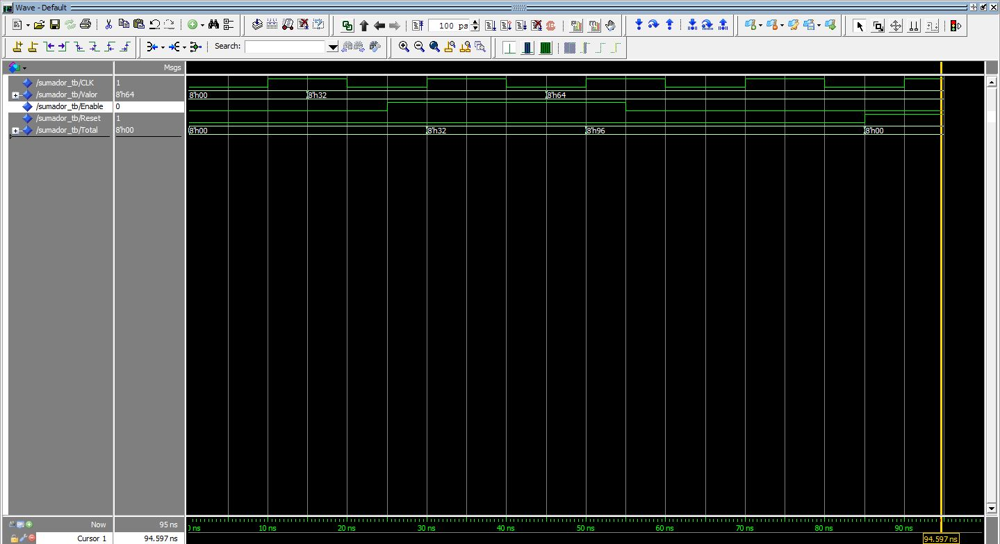 Wave - Default
100 ps
Search:
Msgs
/sumador_tb/CLK 1
/sumador_tb/Valor 8'h64 8'h00 8'h32 8'h64
/sumador_tb/Enable 0
/sumador_tb/Reset 1
/sumador_tb/Total 8'h00 8'h00 8'h32 8'h96 8'h00
Now 95 ns ns 10 ns 20 ns 30 ns 40 ns 50 ns 60 ns 70 ns 80 ns 90 ns
Cursor 1 94.597 ns 94.597 ns